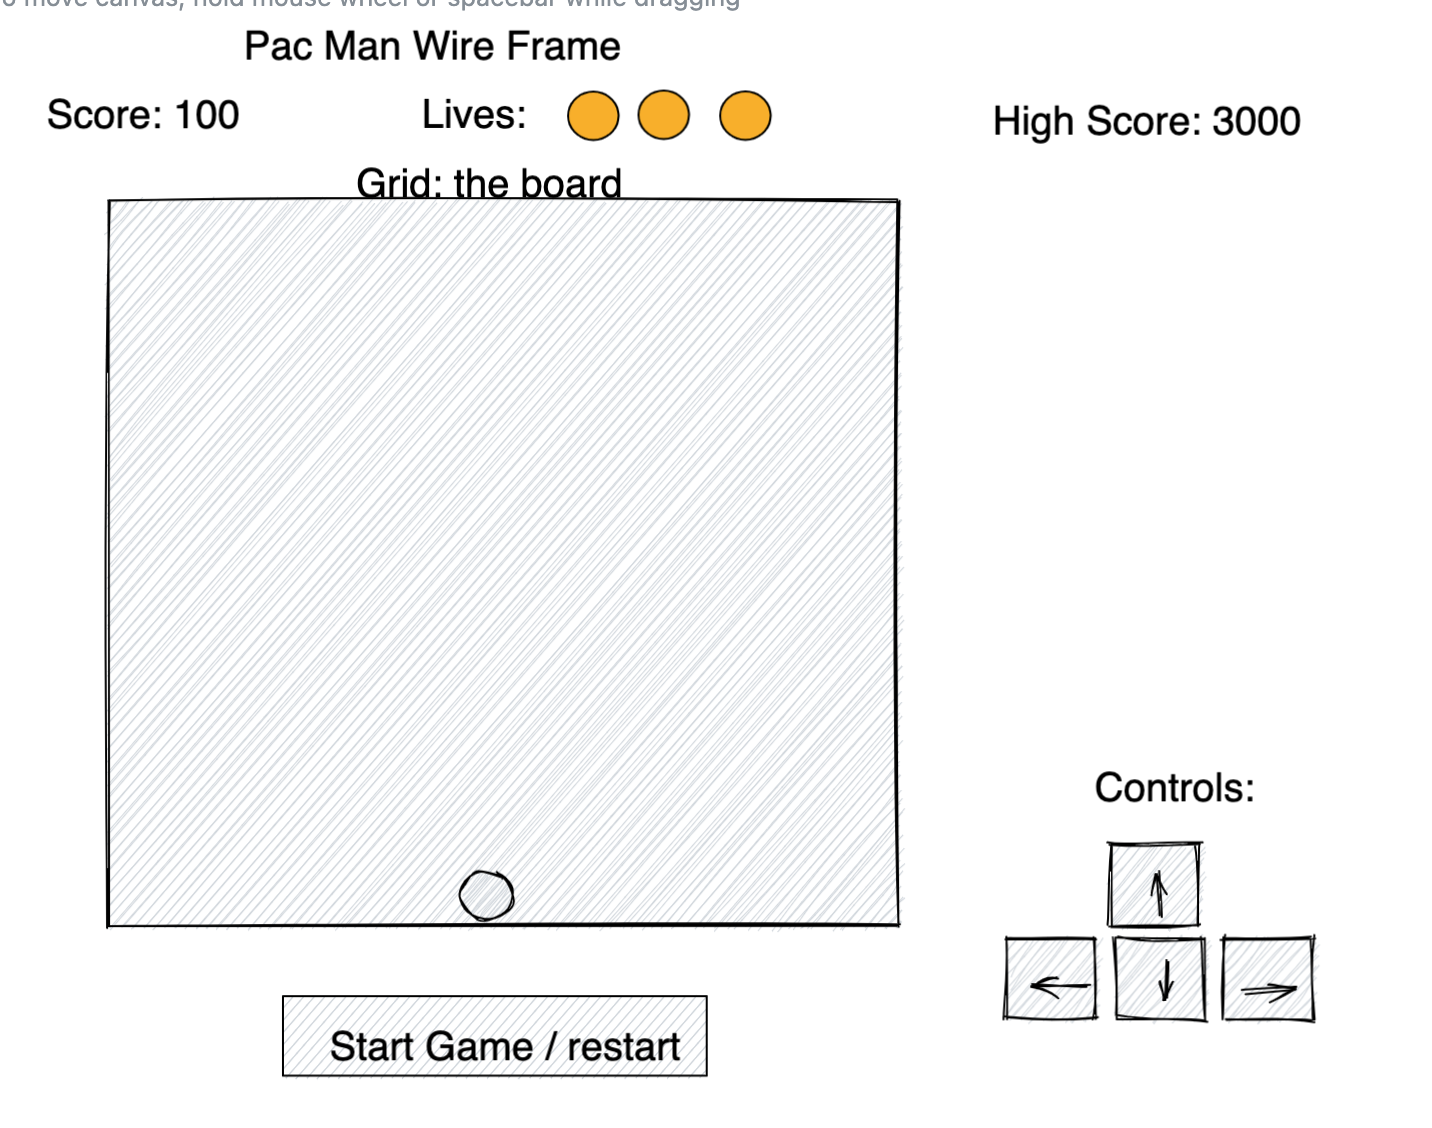 to move canvas, hold mouse wheel or spacebar while dragging
Pac Man Wire Frame
Score: 100
Lives:
High Score: 3000
Grid: the board
Controls:
Start Game / restart